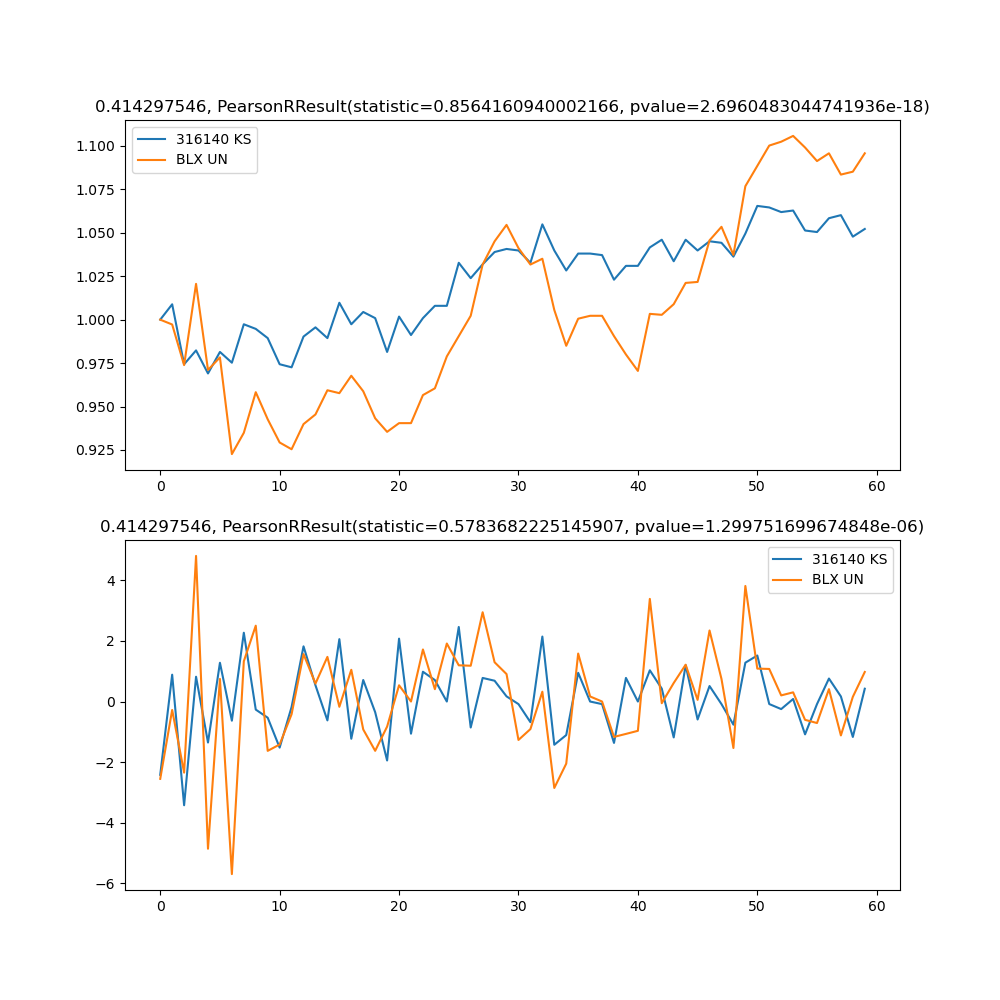 0.414297546, PearsonRResult(statistic=0.8564160940002166, pvalue=2.6960483044741936e-18)
316140 KS
BLX UN
1.100
1.075
1.050
1.025
1.000
0.975
0.950
0.925
0 10 20 30 40 50 60
0.414297546, PearsonRResult(statistic=0.5783682225145907, pvalue=1.299751699674848e-06)
316140 KS
BLX UN
4
2
0
−2
−4
−6
0 10 20 30 40 50 60